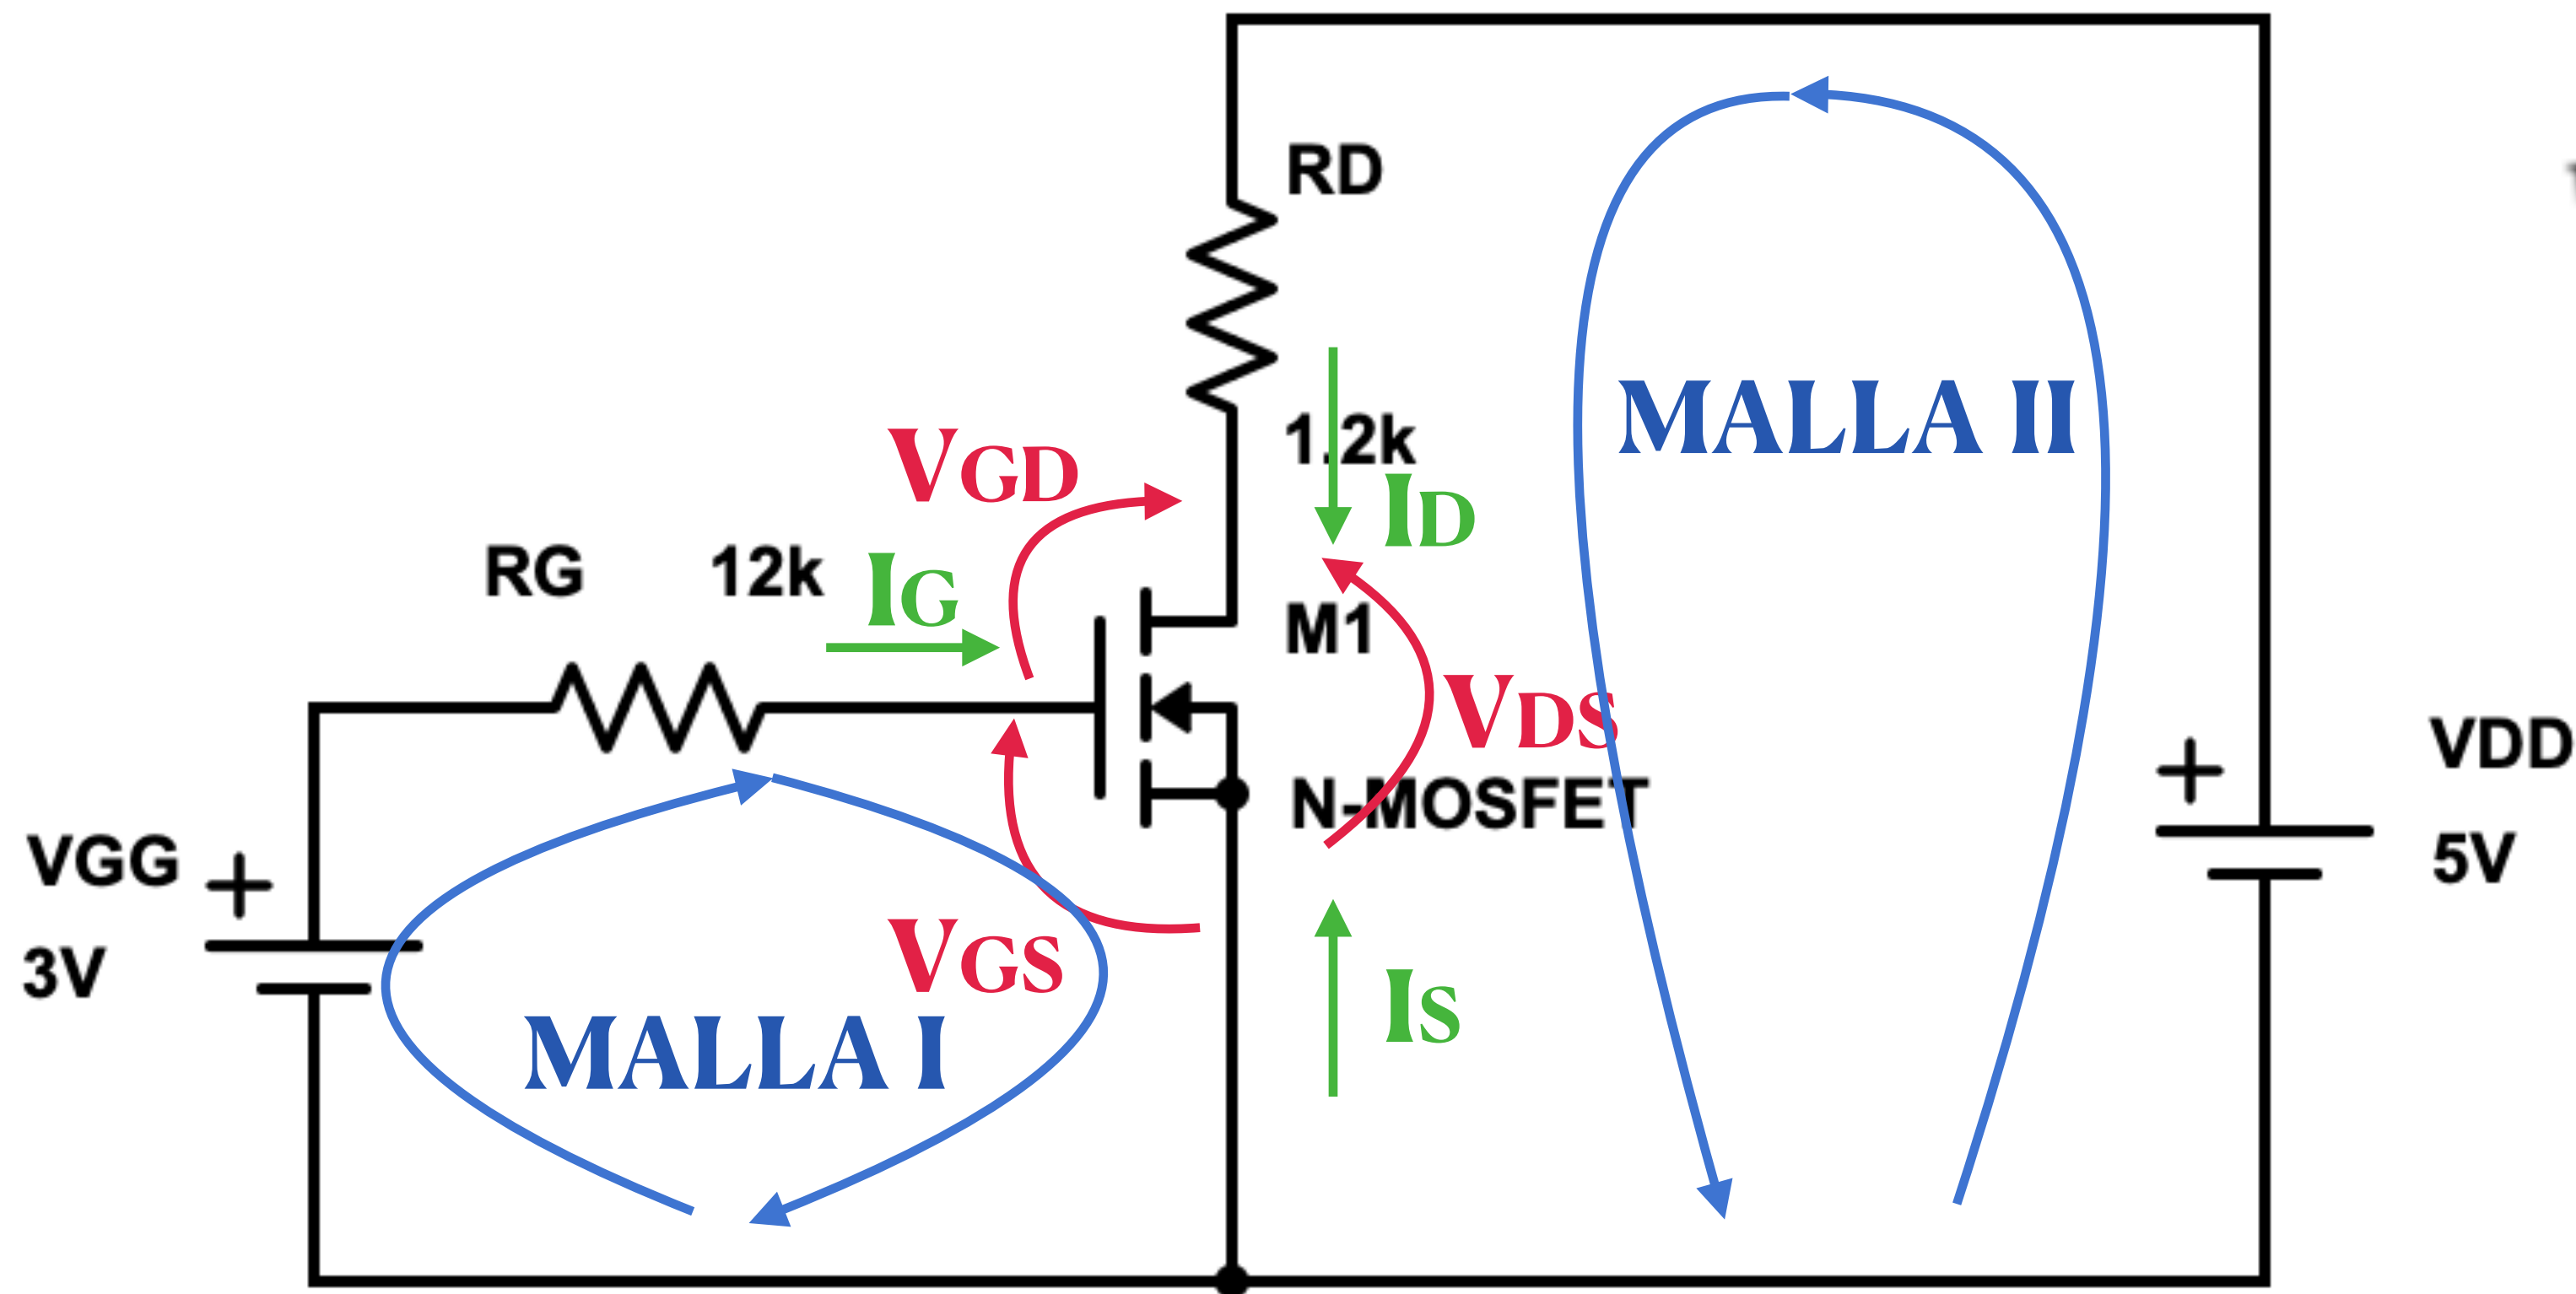 RD
1.2k
MALLA II
VGD
ID
RG 12k
IG
M1
VDS
N-MOSFET
VDD
5V
VGG
3V
VGS
MALLA I
IS
+
+